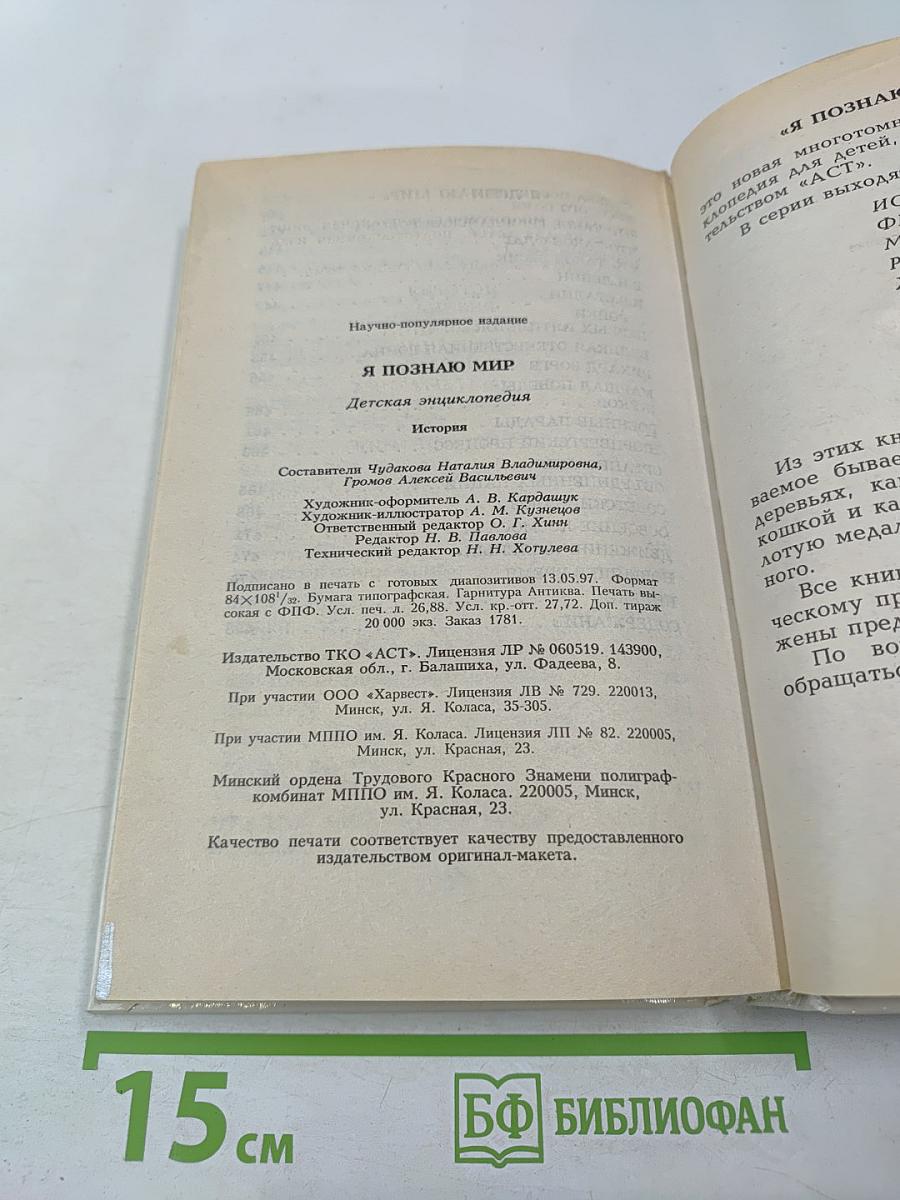 Научно-популярное издание
Я ПОЗНАЮ МИР
Детская энциклопедия
История
Составители Чудакова Наталия Владимировна,
Громов Алексей Васильевич
Художник-оформитель А. В. Кардашук
Художник-иллюстратор А. М. Кузнецов
Ответственный редактор О. Г. Хинн
Редактор Н. В. Павлова
Технический редактор Н. Н. Хотулева
Подписано в печать с готовых диапозитивов 13.05.97. Формат
84×108¹/₃₂. Бумага типографская. Гарнитура Антиква. Печать вы-
сокая с ФПФ. Усл. печ. л. 26,88. Усл. кр.-отт. 27,72. Доп. тираж
20 000 экз. Заказ 1781.
Издательство ТКО «АСТ». Лицензия ЛР № 060519. 143900,
Московская обл., г. Балашиха, ул. Фадеева, 8.
При участии ООО «Харвест». Лицензия ЛВ № 729. 220013,
Минск, ул. Я. Коласа, 35-305.
При участии МППО им. Я. Коласа. Лицензия ЛП № 82. 220005,
Минск, ул. Красная, 23.
Минский ордена Трудового Красного Знамени полиграф-
комбинат МППО им. Я. Коласа. 220005, Минск,
ул. Красная, 23.
Качество печати соответствует качеству предоставленного
издательством оригинал-макета.
«Я ПОЗНАЮ
это новая многотомн
клопедия для детей,
тельством «АСТ».
В серии выходя
ИС
Из этих кн
ваемое бывае
деревьях, ка
кошкой и ка
лотую медал
ного.
Все книг
ческому пр
жены пред
По во
обращатьс
15 см
БФ БИБЛИОФАН